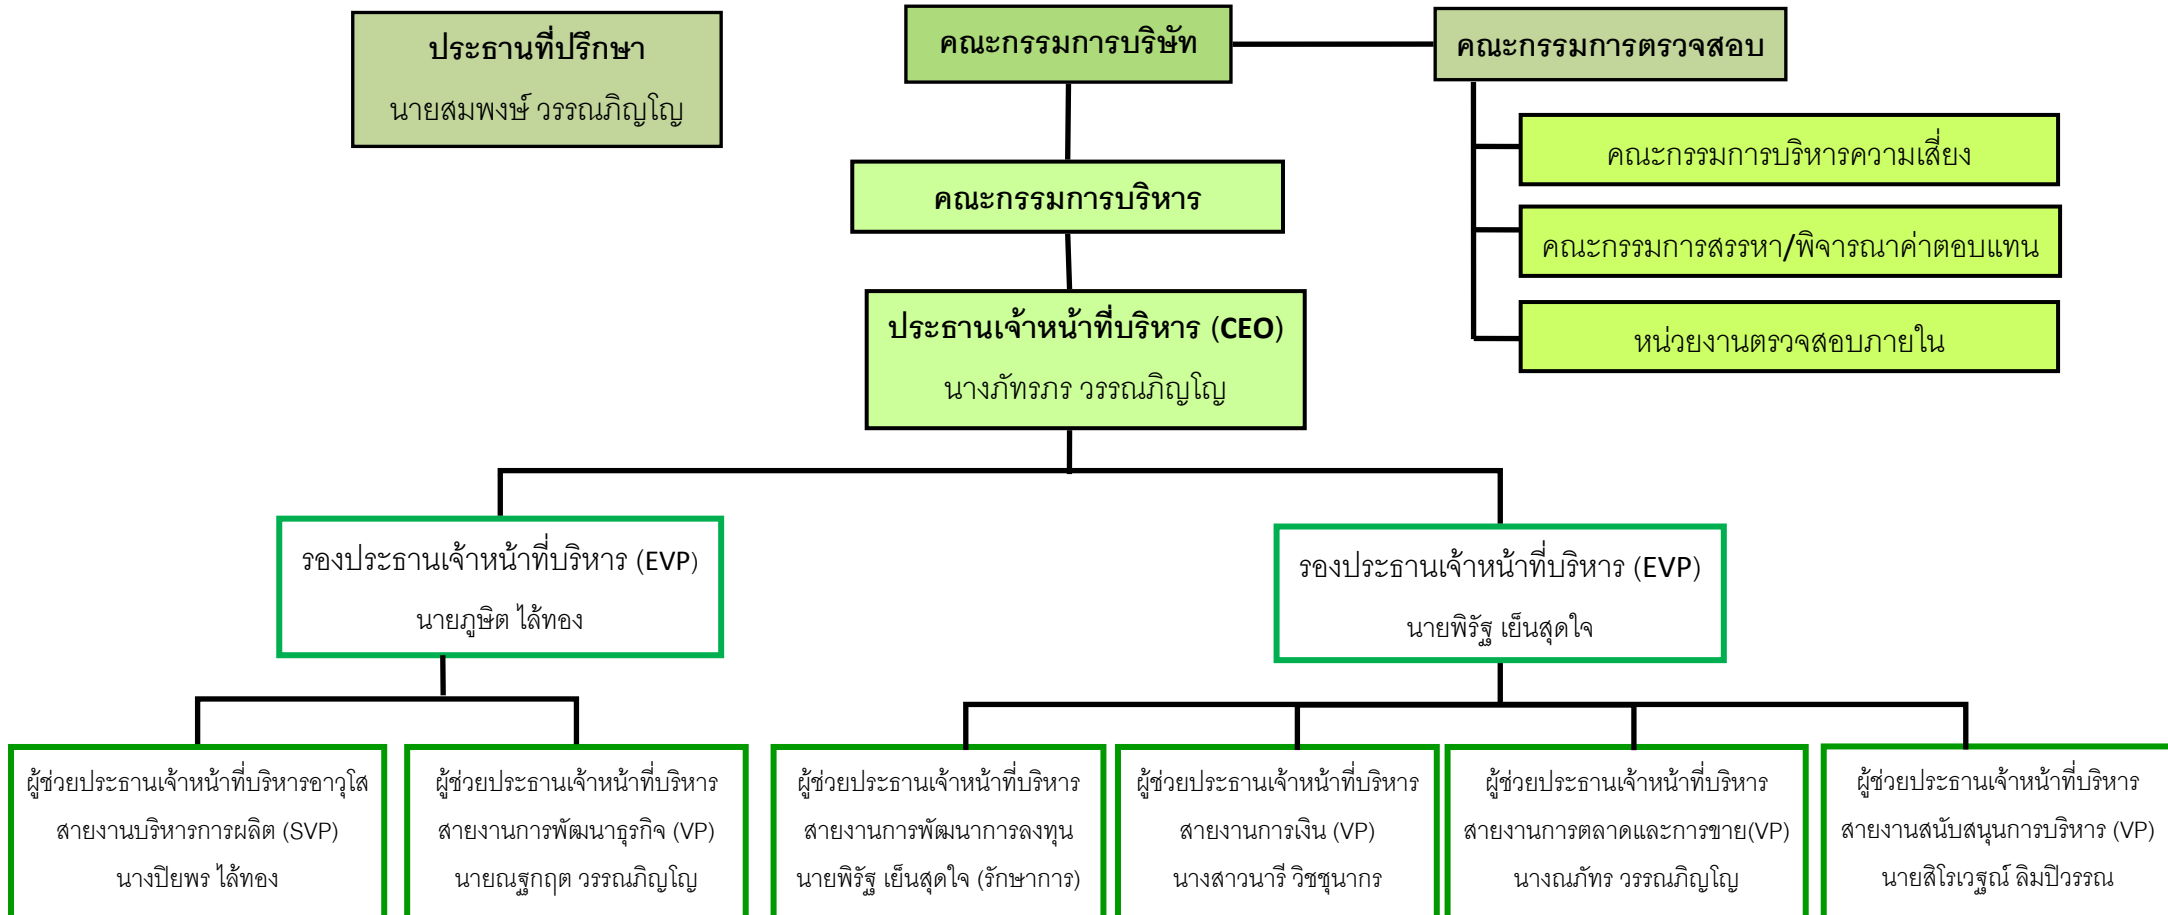 ประธานที่ปรึกษา
นายสมพงษ์ วรรณภิญโญ
คณะกรรมการบริษัท
คณะกรรมการตรวจสอบ
คณะกรรมการบริหารความเสี่ยง
คณะกรรมการสรรหา/พิจารณาค่าตอบแทน
หน่วยงานตรวจสอบภายใน
คณะกรรมการบริหาร
ประธานเจ้าหน้าที่บริหาร (CEO)
นางภัทรภร วรรณภิญโญ
รองประธานเจ้าหน้าที่บริหาร (EVP)
นายภูษิต ไล้ทอง
รองประธานเจ้าหน้าที่บริหาร (EVP)
นายพิรัฐ เย็นสุดใจ
ผู้ช่วยประธานเจ้าหน้าที่บริหารอาวุโส
สายงานบริหารการผลิต (SVP)
นางปิยพร ไล้ทอง
ผู้ช่วยประธานเจ้าหน้าที่บริหาร
สายงานการพัฒนาธุรกิจ (VP)
นายณฐกฤต วรรณภิญโญ
ผู้ช่วยประธานเจ้าหน้าที่บริหาร
สายงานการพัฒนาการลงทุน
นายพิรัฐ เย็นสุดใจ (รักษาการ)
ผู้ช่วยประธานเจ้าหน้าที่บริหาร
สายงานการเงิน (VP)
นางสาวนารี วิชชุนากร
ผู้ช่วยประธานเจ้าหน้าที่บริหาร
สายงานการตลาดและการขาย(VP)
นางณภัทร วรรณภิญโญ
ผู้ช่วยประธานเจ้าหน้าที่บริหาร
สายงานสนับสนุนการบริหาร (VP)
นายสิโรเวฐณ์ ลิมปิวรรณ